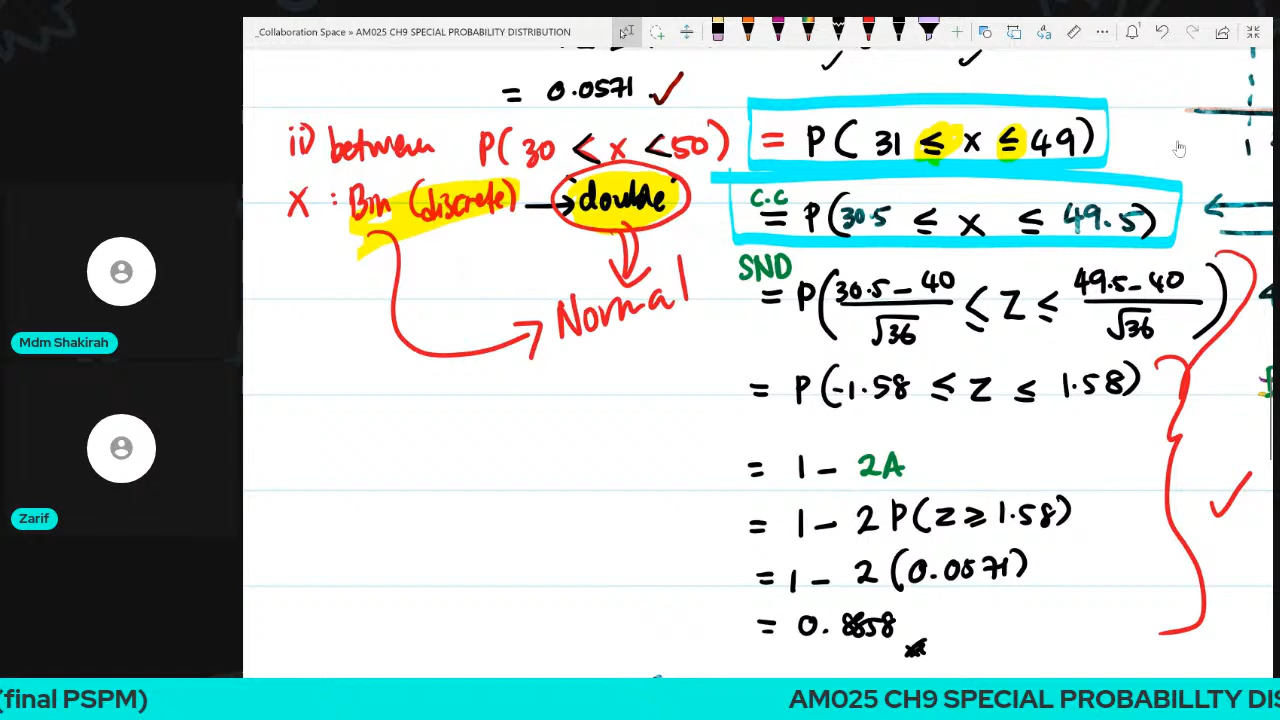 _Collaboration Space » AM025 CH9 SPECIAL PROBABILITY DISTRIBUTION
= 0.0571 ✓
ii) between P(30 < x < 50) = P(31 ≤ x ≤ 49)
X : Bin (discrete) → 'double' c.c = P(30.5 ≤ x ≤ 49.5)
Normal
SND = P(30.5 - 40 / √36 ≤ Z ≤ 49.5 - 40 / √36)
= P(-1.58 ≤ Z ≤ 1.58)
= 1 - 2A
= 1 - 2P(Z ≥ 1.58)
= 1 - 2(0.0571)
= 0.8858
Mdm Shakirah
Zarif
(final PSPM)
AM025 CH9 SPECIAL PROBABILLTY DIS